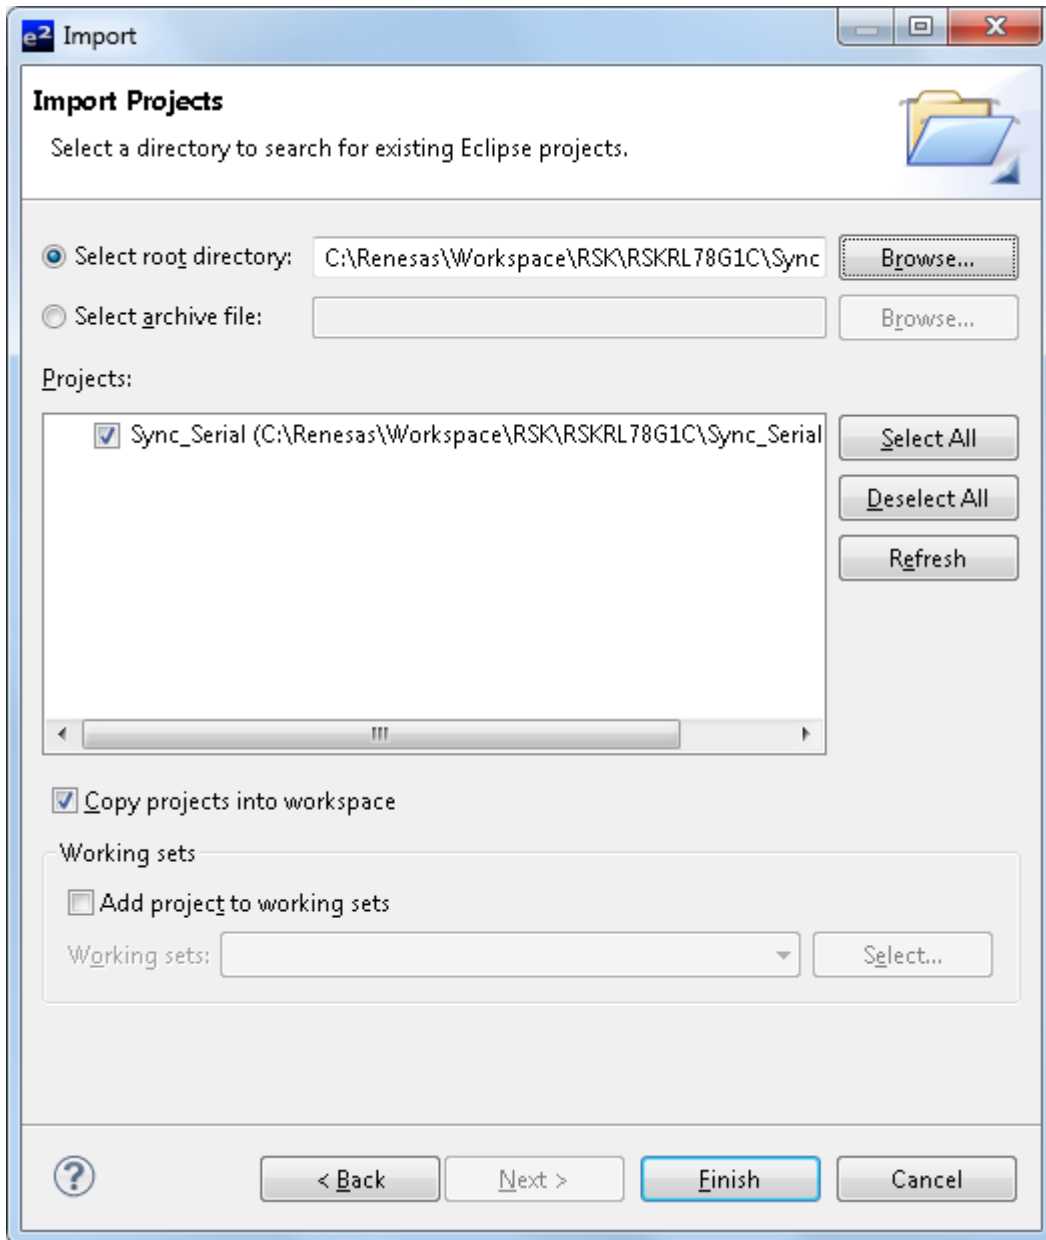 e² Import
Import Projects
Select a directory to search for existing Eclipse projects.
Select root directory: C:\Renesas\Workspace\RSK\RSKRL78G1C\Sync Browse...
Select archive file: Browse...
Projects:
Sync_Serial (C:\Renesas\Workspace\RSK\RSKRL78G1C\Sync_Serial Select All
Deselect All
Refresh
Copy projects into workspace
Working sets
Add project to working sets
Working sets: Select...
? < Back Next > Finish Cancel